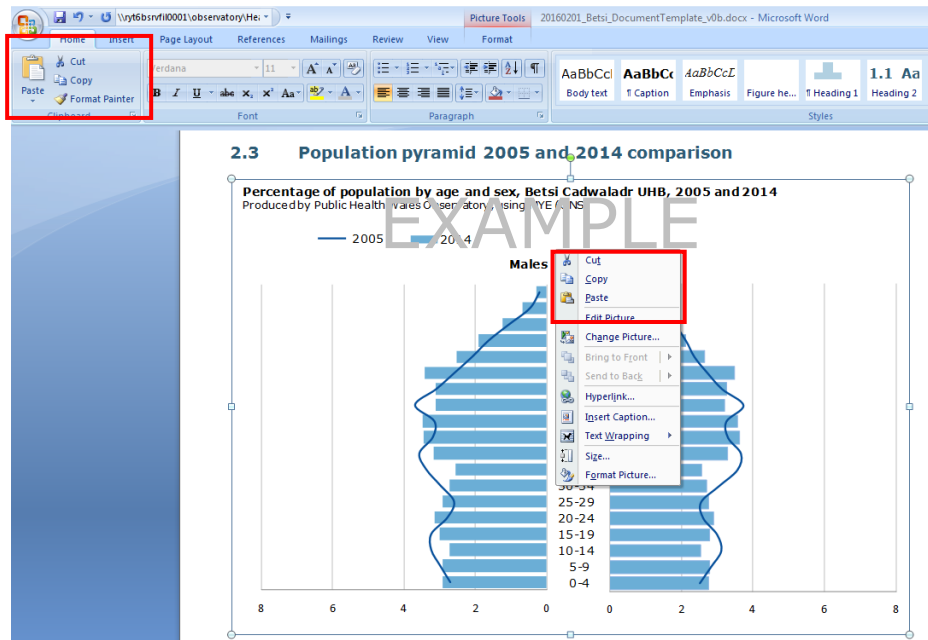 \\ryt6bsrvfil0001\observatory\He
Picture Tools
20160201_Betsi_DocumentTemplate_v0b.docx - Microsoft Word
Home Insert Page Layout References Mailings Review View Format
Cut
Copy
Format Painter
Paste
Clipboard
Verdana 11
Font
Paragraph
AaBbCcI AaBbCc AaBbCcL 1.1 Aa
Body text ¶ Caption Emphasis Figure he... ¶ Heading 1 Heading 2
Styles
2.3 Population pyramid 2005 and 2014 comparison
Percentage of population by age and sex, Betsi Cadwaladr UHB, 2005 and 2014
Produced by Public Health Wales Observatory, using MYE (ONS)
EXAMPLE
2005 2014
Males
Cut
Copy
Paste
Edit Picture
Change Picture...
Bring to Front
Send to Back
Hyperlink...
Insert Caption...
Text Wrapping
Size...
Format Picture...
30-34
25-29
20-24
15-19
10-14
5-9
0-4
8 6 4 2 0 0 2 4 6 8